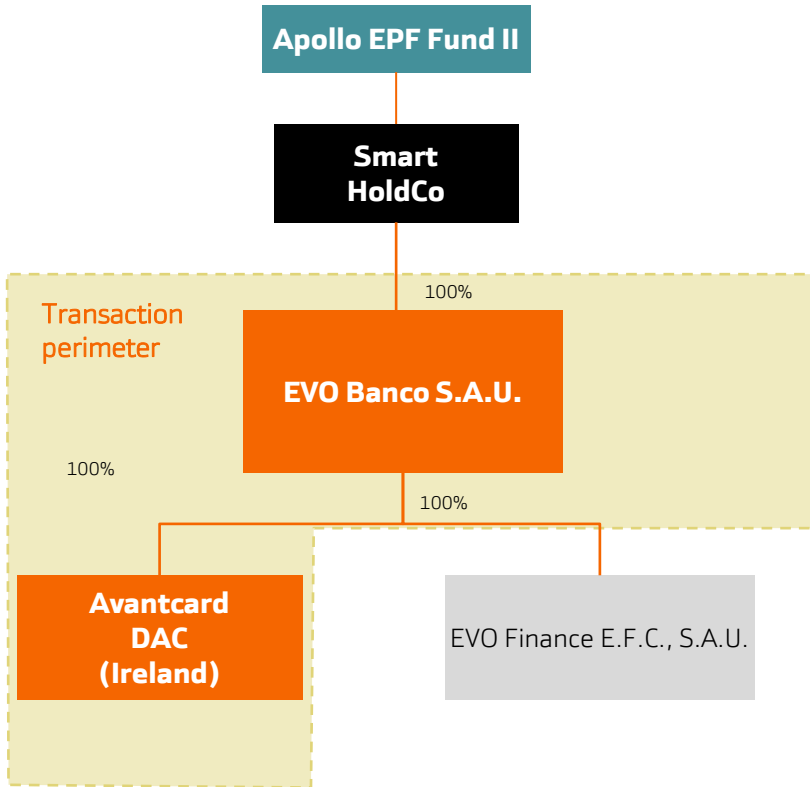 Apollo EPF Fund II
Smart
HoldCo
100%
Transaction
perimeter
EVO Banco S.A.U.
100%
100%
Avantcard
DAC
(Ireland)
EVO Finance E.F.C., S.A.U.